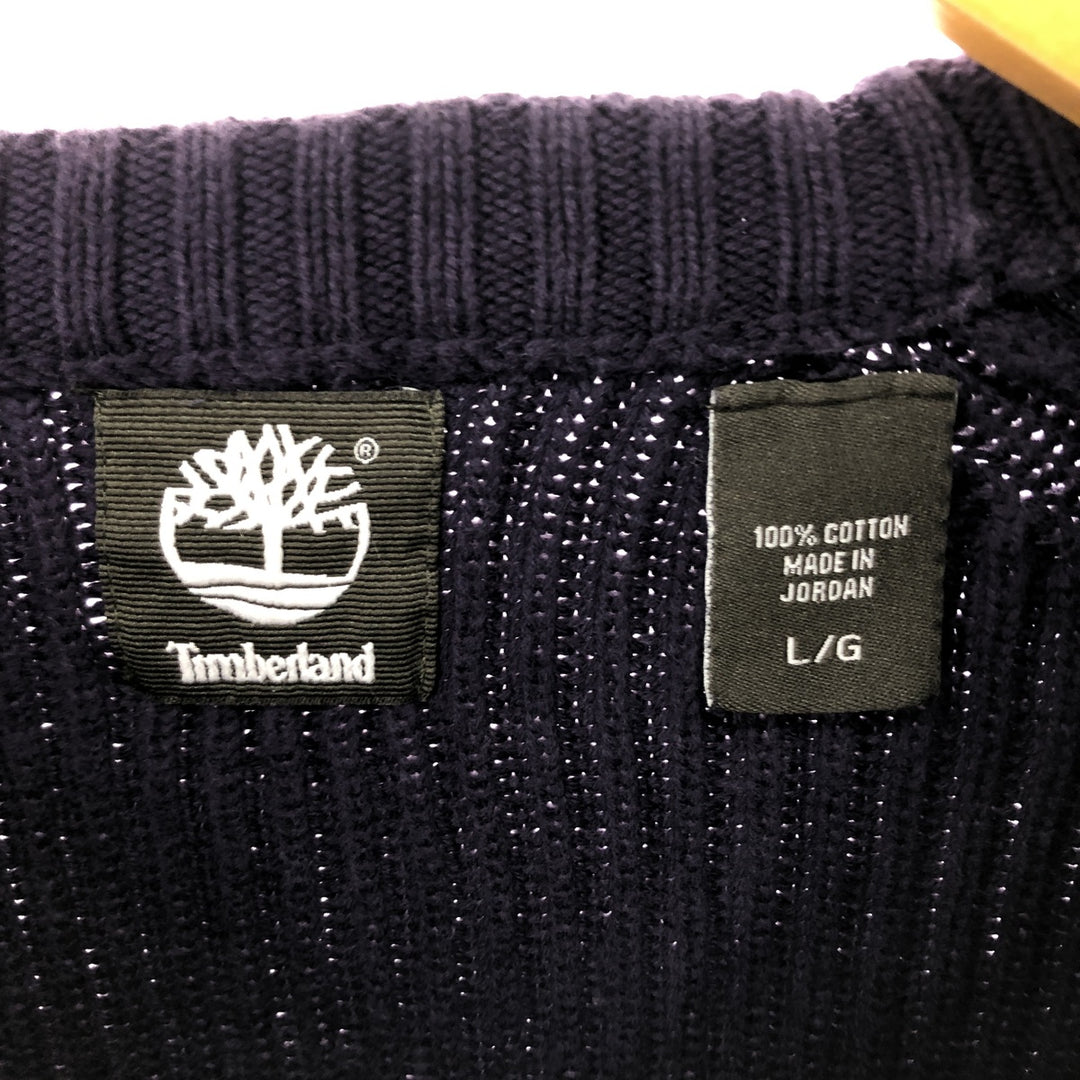 ®
Timberland
100% COTTON
MADE IN
JORDAN
L/G